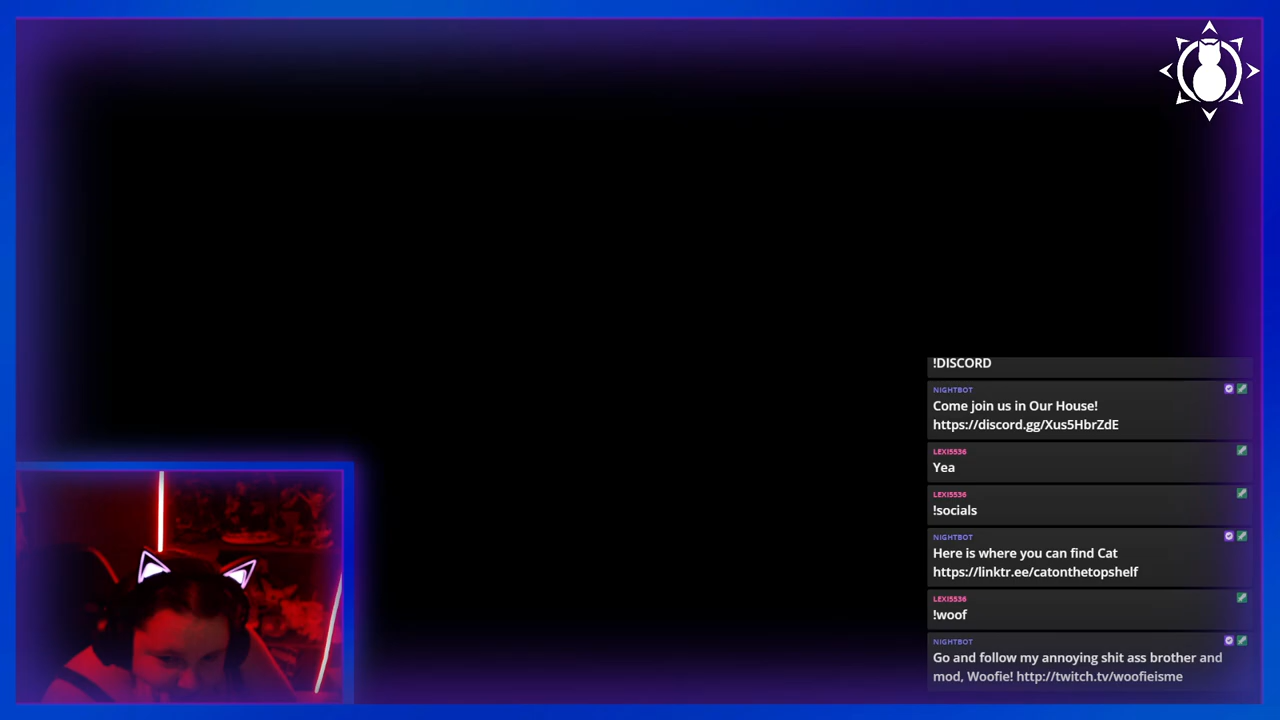 !DISCORD
NIGHTBOT
Come join us in Our House!
https://discord.gg/Xus5HbrZdE
LEXI5536
Yea
LEXI5536
!socials
NIGHTBOT
Here is where you can find Cat
https://linktr.ee/catonthetopshelf
LEXI5536
!woof
NIGHTBOT
Go and follow my annoying shit ass brother and
mod, Woofie! http://twitch.tv/woofieisme